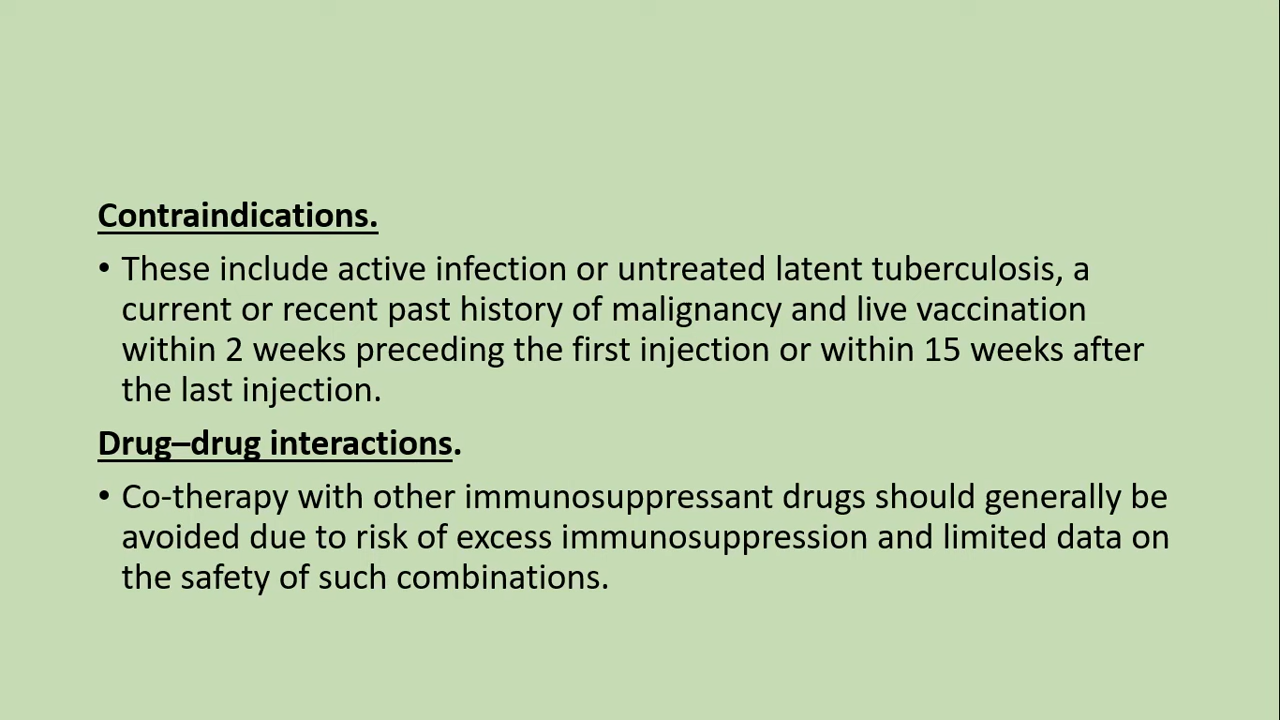 Contraindications.
• These include active infection or untreated latent tuberculosis, a
current or recent past history of malignancy and live vaccination
within 2 weeks preceding the first injection or within 15 weeks after
the last injection.
Drug–drug interactions.
• Co-therapy with other immunosuppressant drugs should generally be
avoided due to risk of excess immunosuppression and limited data on
the safety of such combinations.